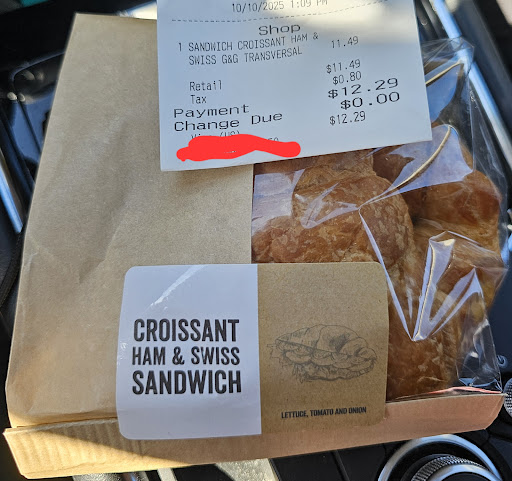 10/10/2025 1:09 PM
Shop
1 SANDWICH CROISSANT HAM & 11.49
SWISS G&G TRANSVERSAL
Retail $11.49
Tax $0.80
Payment $12.29
Change Due $0.00
$12.29
CROISSANT
HAM & SWISS
SANDWICH
LETTUCE, TOMATO AND ONION